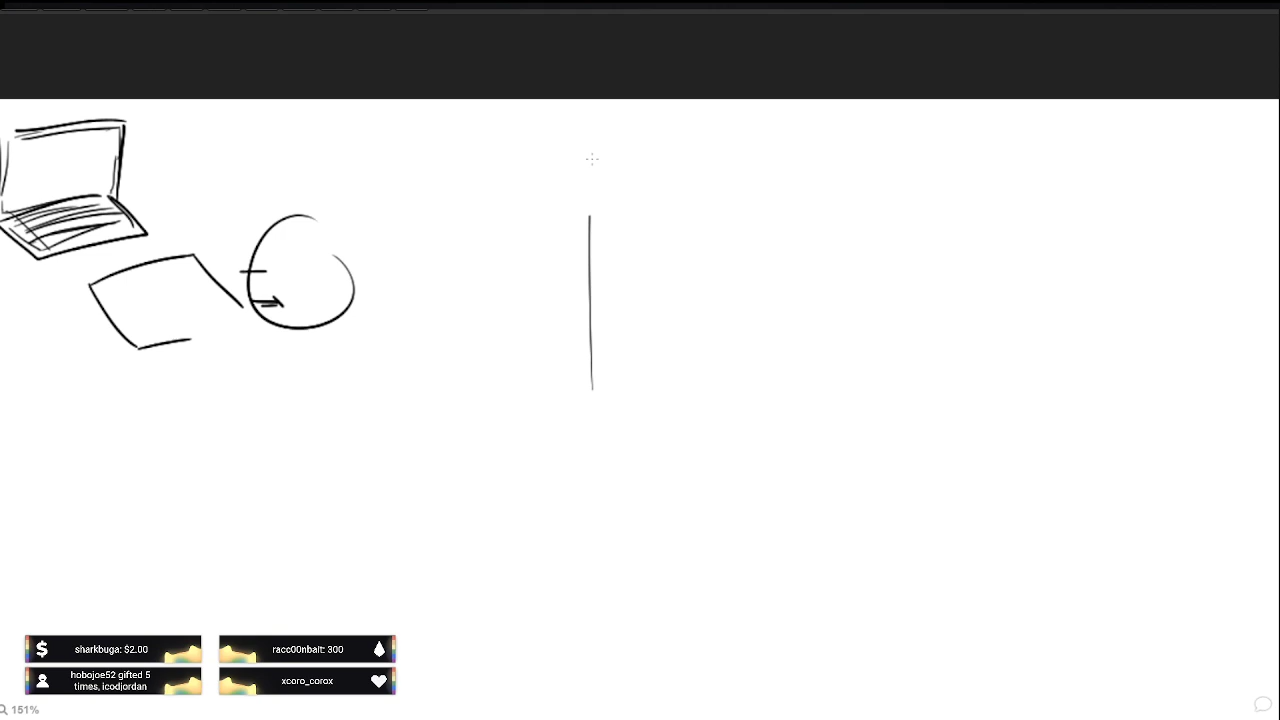 $ sharkbuga: $2.00
racc00nbait: 300
hobojoe52 gifted 5
times, icodjordan
xcoro_corox
151%